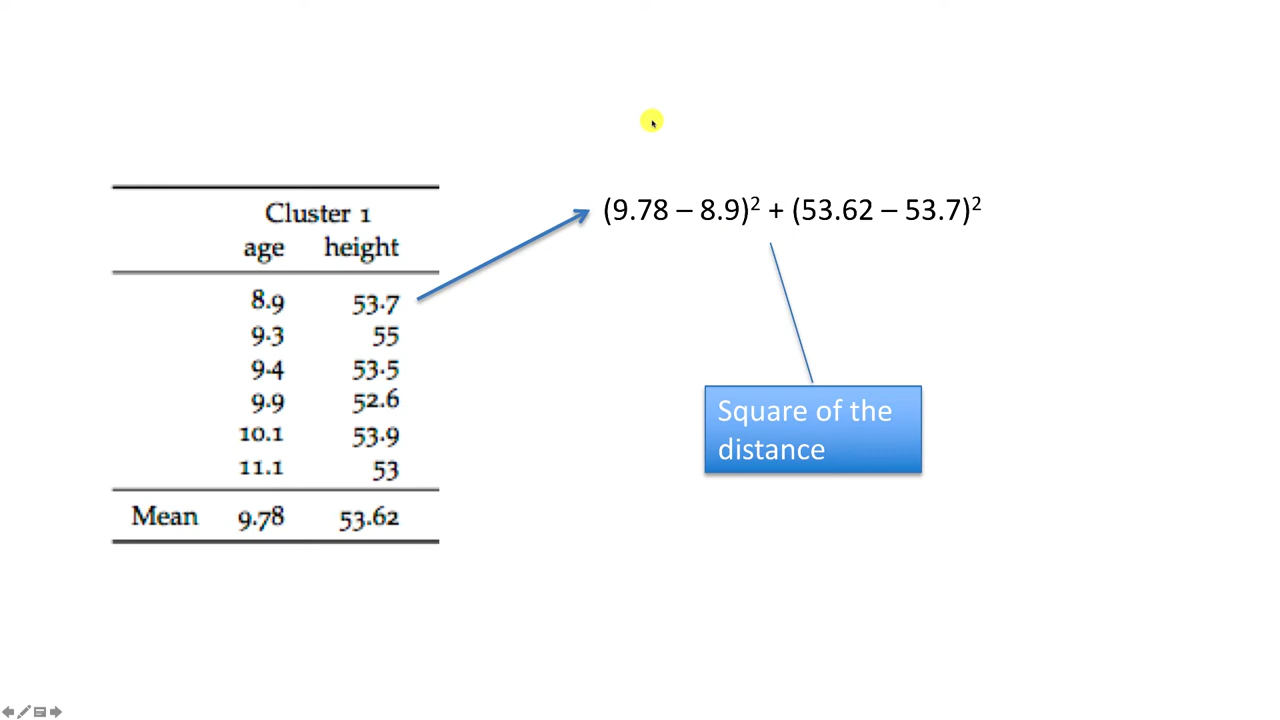 Cluster 1
age height
8.9 53.7
9.3 55
9.4 53.5
9.9 52.6
10.1 53.9
11.1 53
Mean 9.78 53.62
(9.78 – 8.9)² + (53.62 – 53.7)²
Square of the
distance